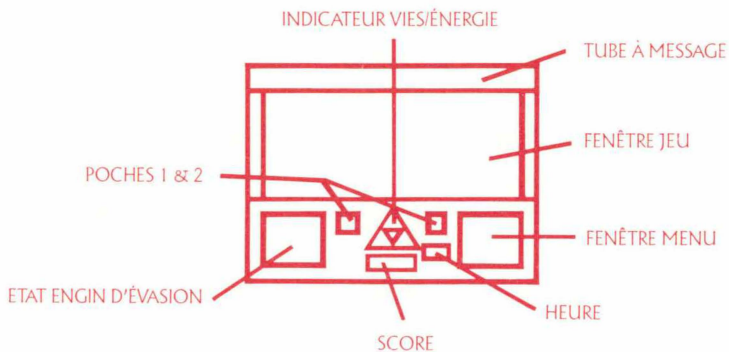 INDICATEUR VIES/ÉNERGIE
TUBE À MESSAGE
FENÊTRE JEU
POCHES 1 & 2
FENÊTRE MENU
ETAT ENGIN D'ÉVASION
HEURE
SCORE